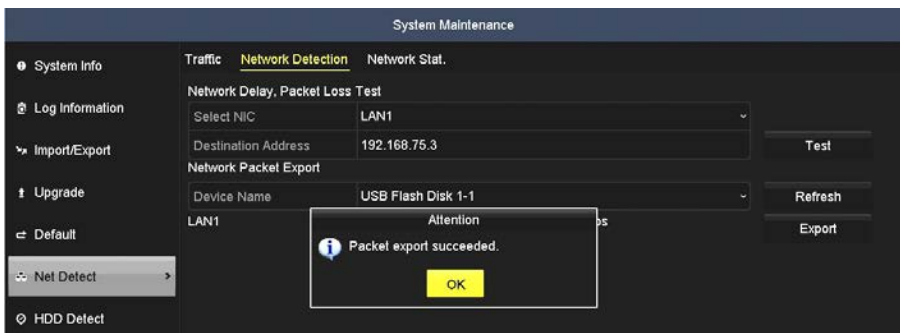 System Maintenance
System Info
Log Information
Import/Export
Upgrade
Default
Net Detect
HDD Detect
Traffic Network Detection Network Stat.
Network Delay, Packet Loss Test
Select NIC LAN1
Destination Address 192.168.75.3 Test
Network Packet Export
Device Name USB Flash Disk 1-1 Refresh
LAN1 Export
Attention
Packet export succeeded.
OK